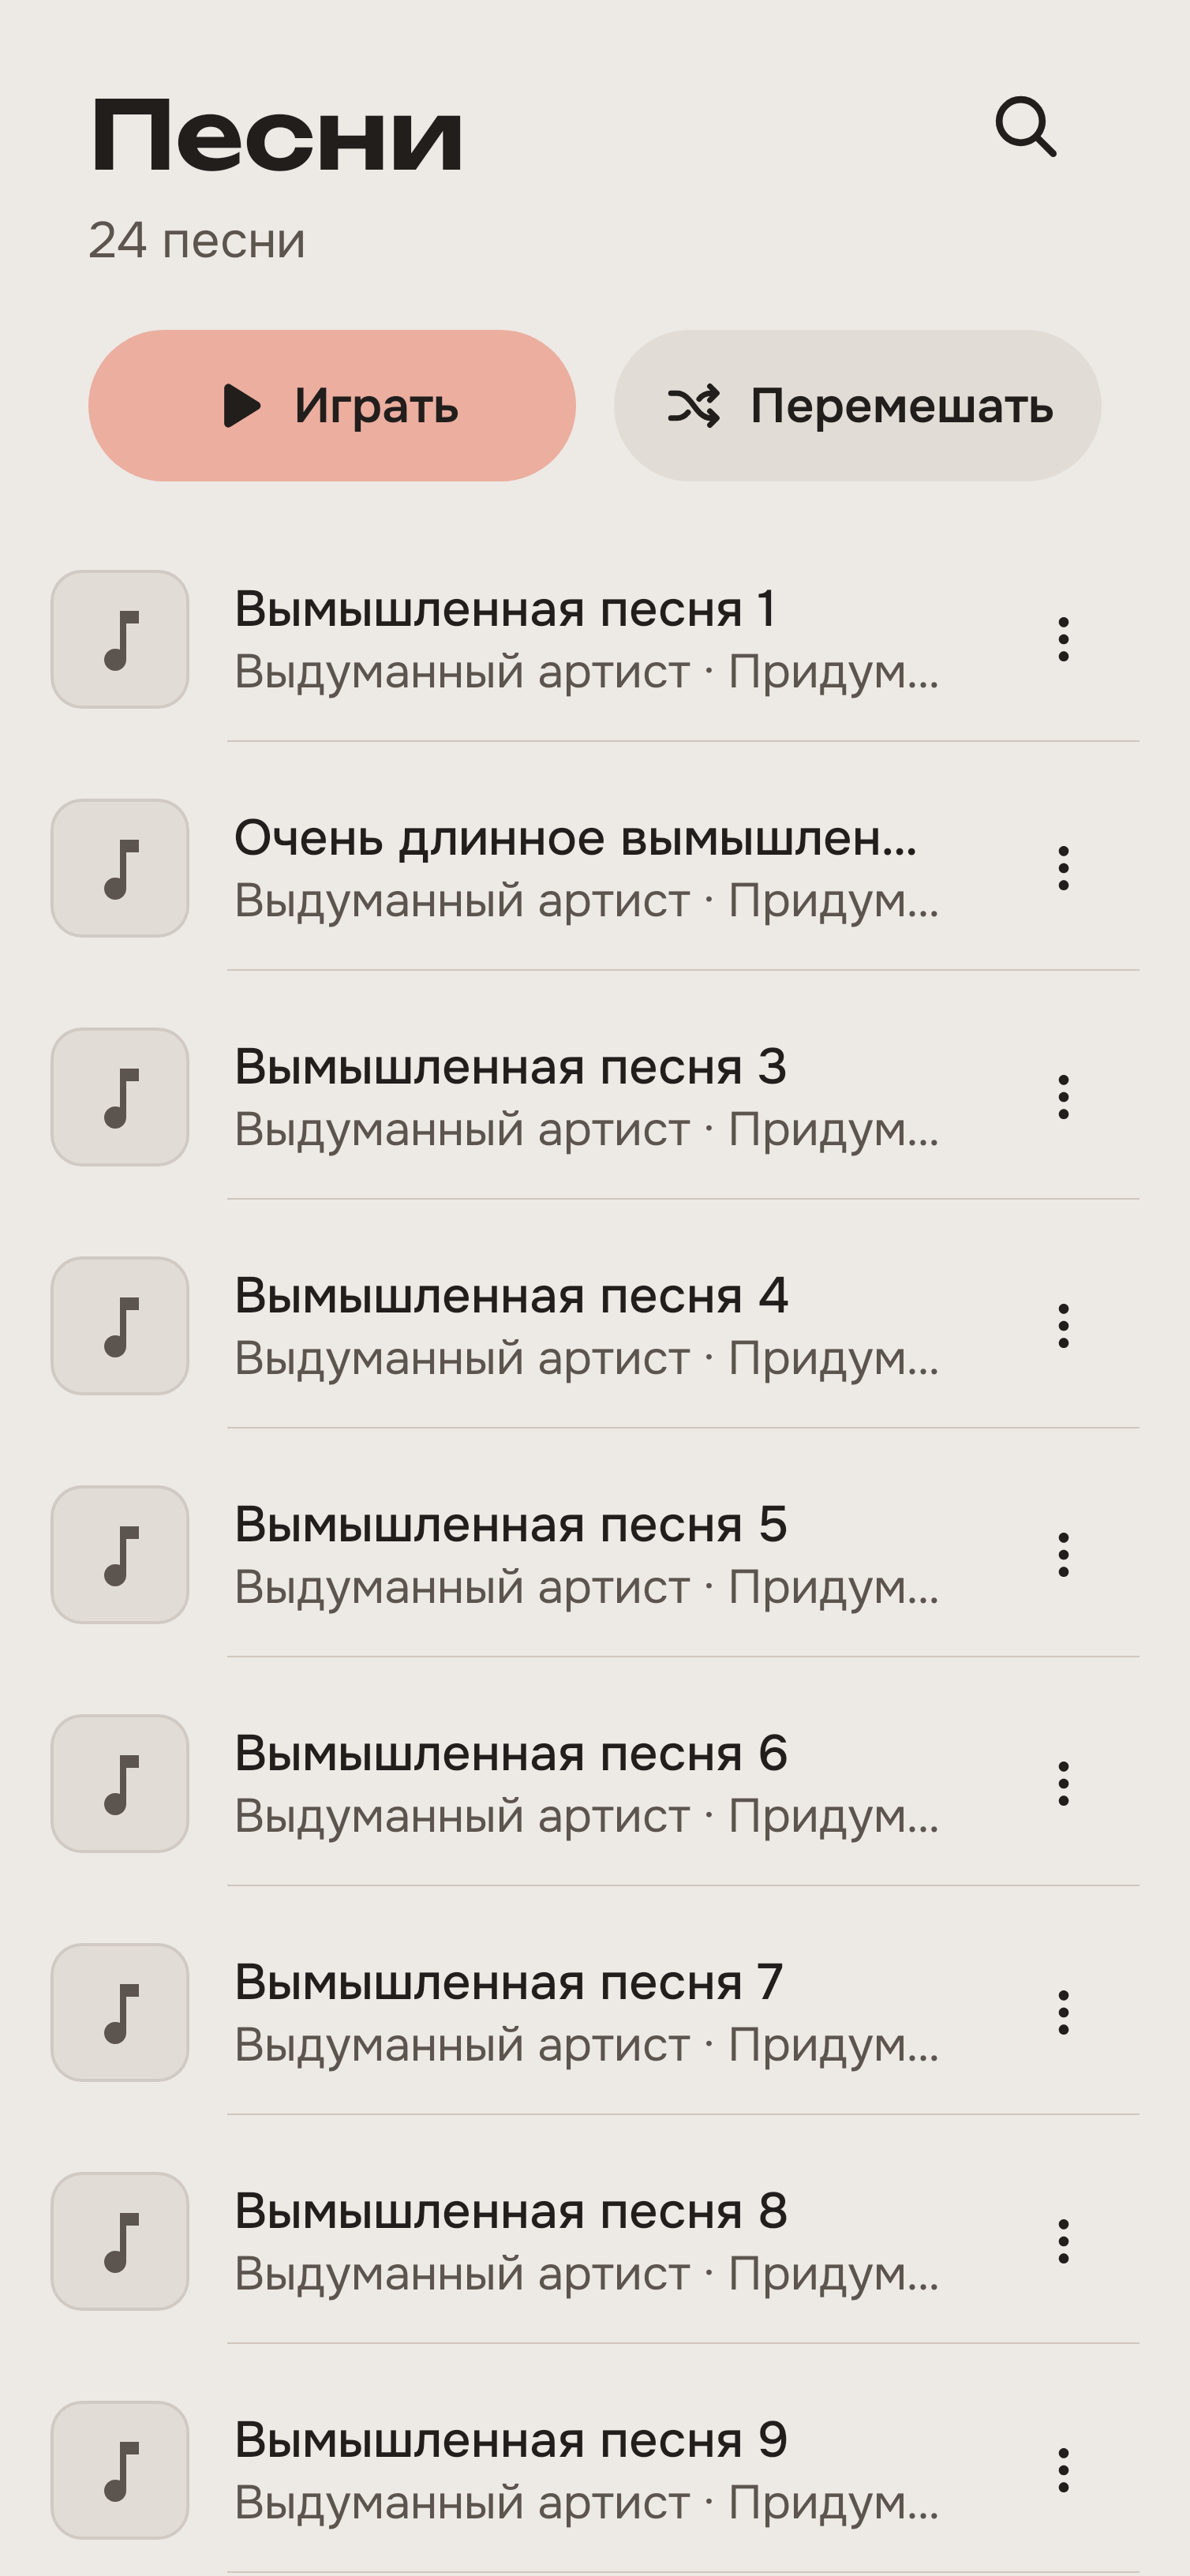 Песни
24 песни
Играть
Перемешать
Вымышленная песня 1
Выдуманный артист · Придум...
Очень длинное вымышлен...
Выдуманный артист · Придум...
Вымышленная песня 3
Выдуманный артист · Придум...
Вымышленная песня 4
Выдуманный артист · Придум...
Вымышленная песня 5
Выдуманный артист · Придум...
Вымышленная песня 6
Выдуманный артист · Придум...
Вымышленная песня 7
Выдуманный артист · Придум...
Вымышленная песня 8
Выдуманный артист · Придум...
Вымышленная песня 9
Выдуманный артист · Придум...